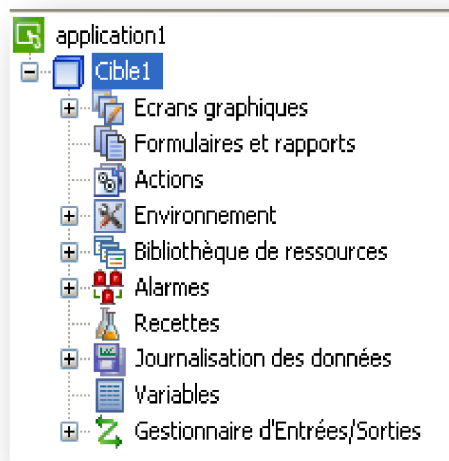 application1
Cible1
Ecrans graphiques
Formulaires et rapports
Actions
Environnement
Bibliothèque de ressources
Alarmes
Recettes
Journalisation des données
Variables
Gestionnaire d'Entrées/Sorties